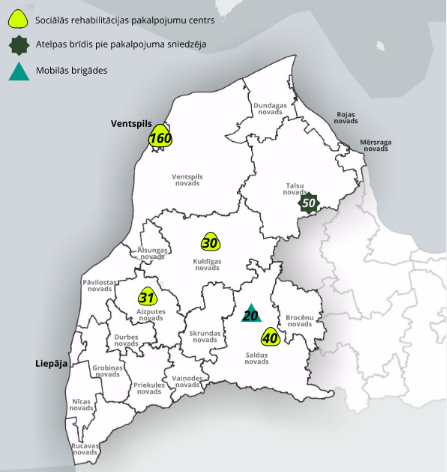 Sociālās rehabilitācijas pakalpojumu centrs
Atelpas brīdis pie pakalpojuma sniedzēja
Mobilās brigādes
Dundagas
novads
Rojas
novads
Ventspils
160
Mērsraga
novads
Ventspils
novads
Talsu
novads
50
30
Alsungas
novads
Kuldīgas
novads
Pāvilostas
novads
31
Aizputes
novads
20
Brocēnu
novads
Durbes
novads
Skrundas
novads
40
Saldus
novads
Liepāja
Grobiņas
novads
Priekules
novads
Vaiņodes
novads
Nīcas
novads
Rucavas
novads